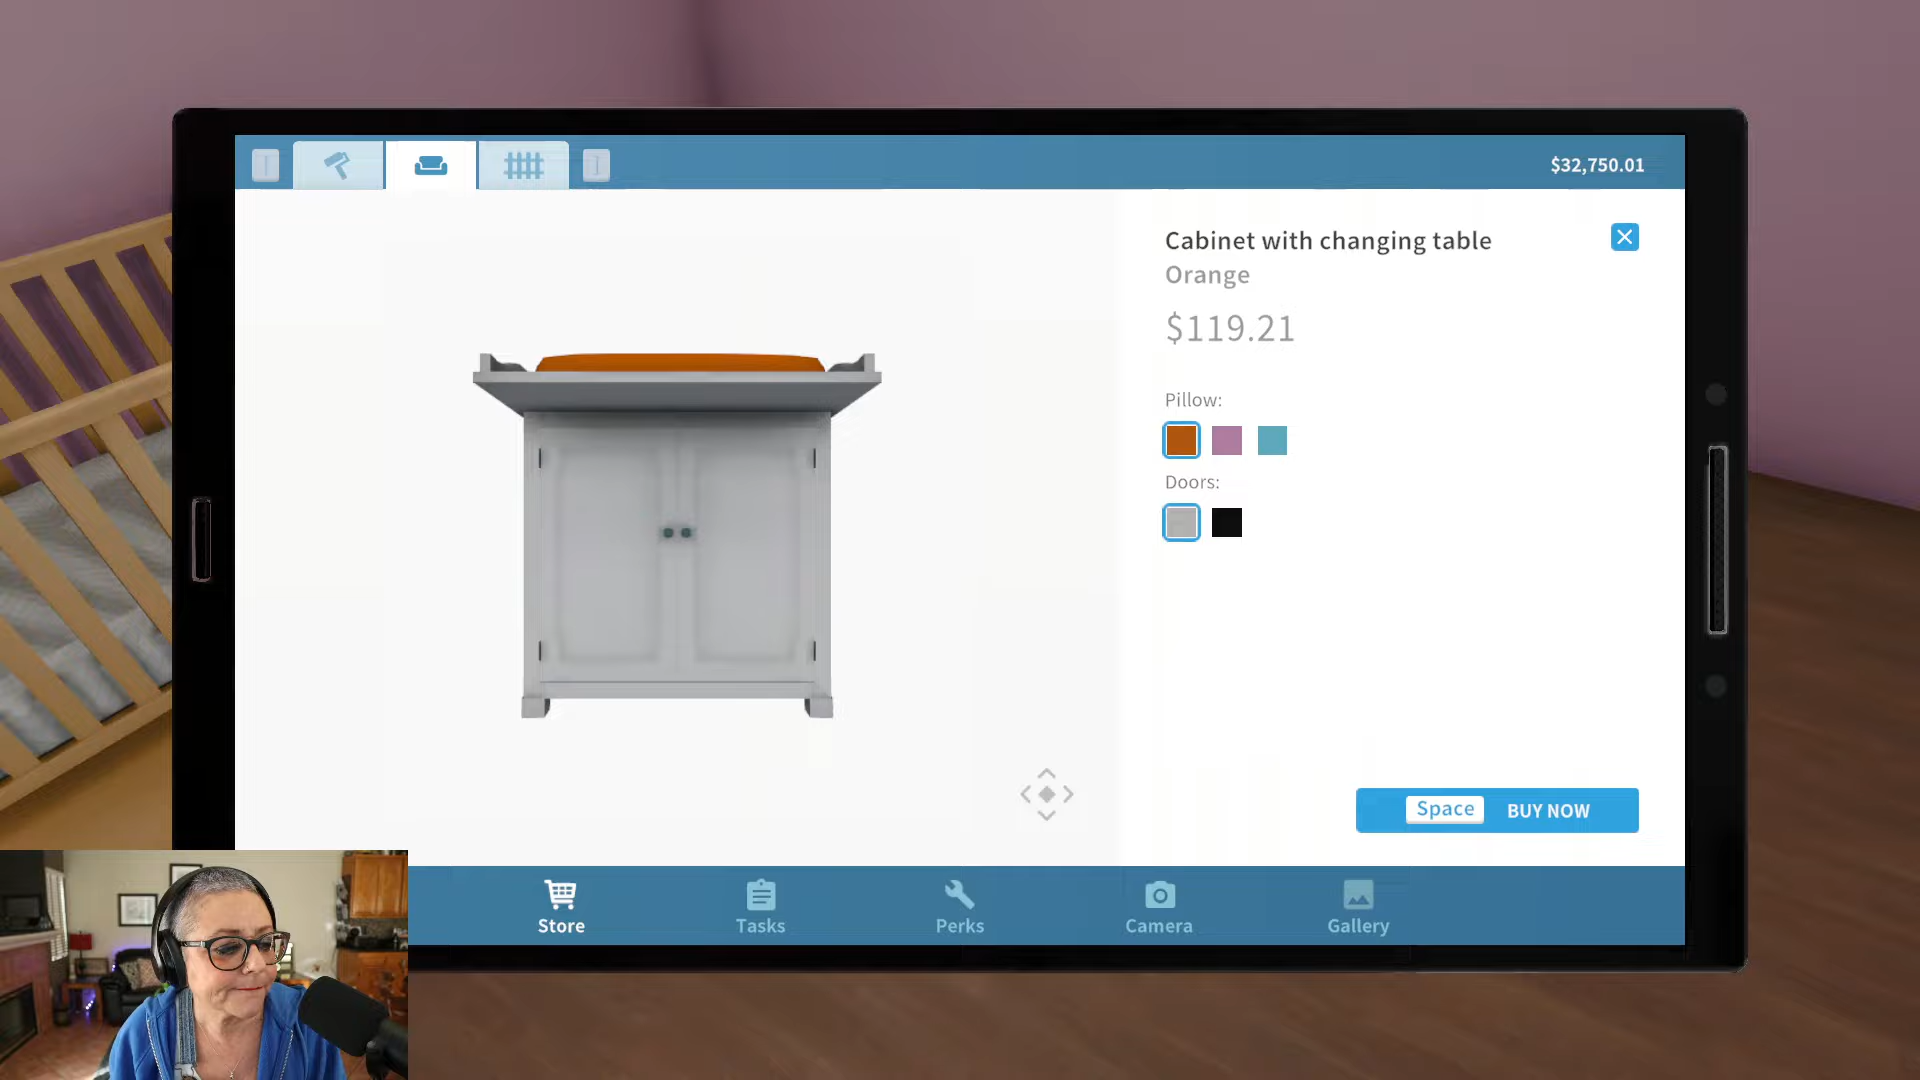 $32,750.01
Cabinet with changing table
Orange
$119.21
Pillow:
Doors:
Space BUY NOW
Store
Tasks
Perks
Camera
Gallery